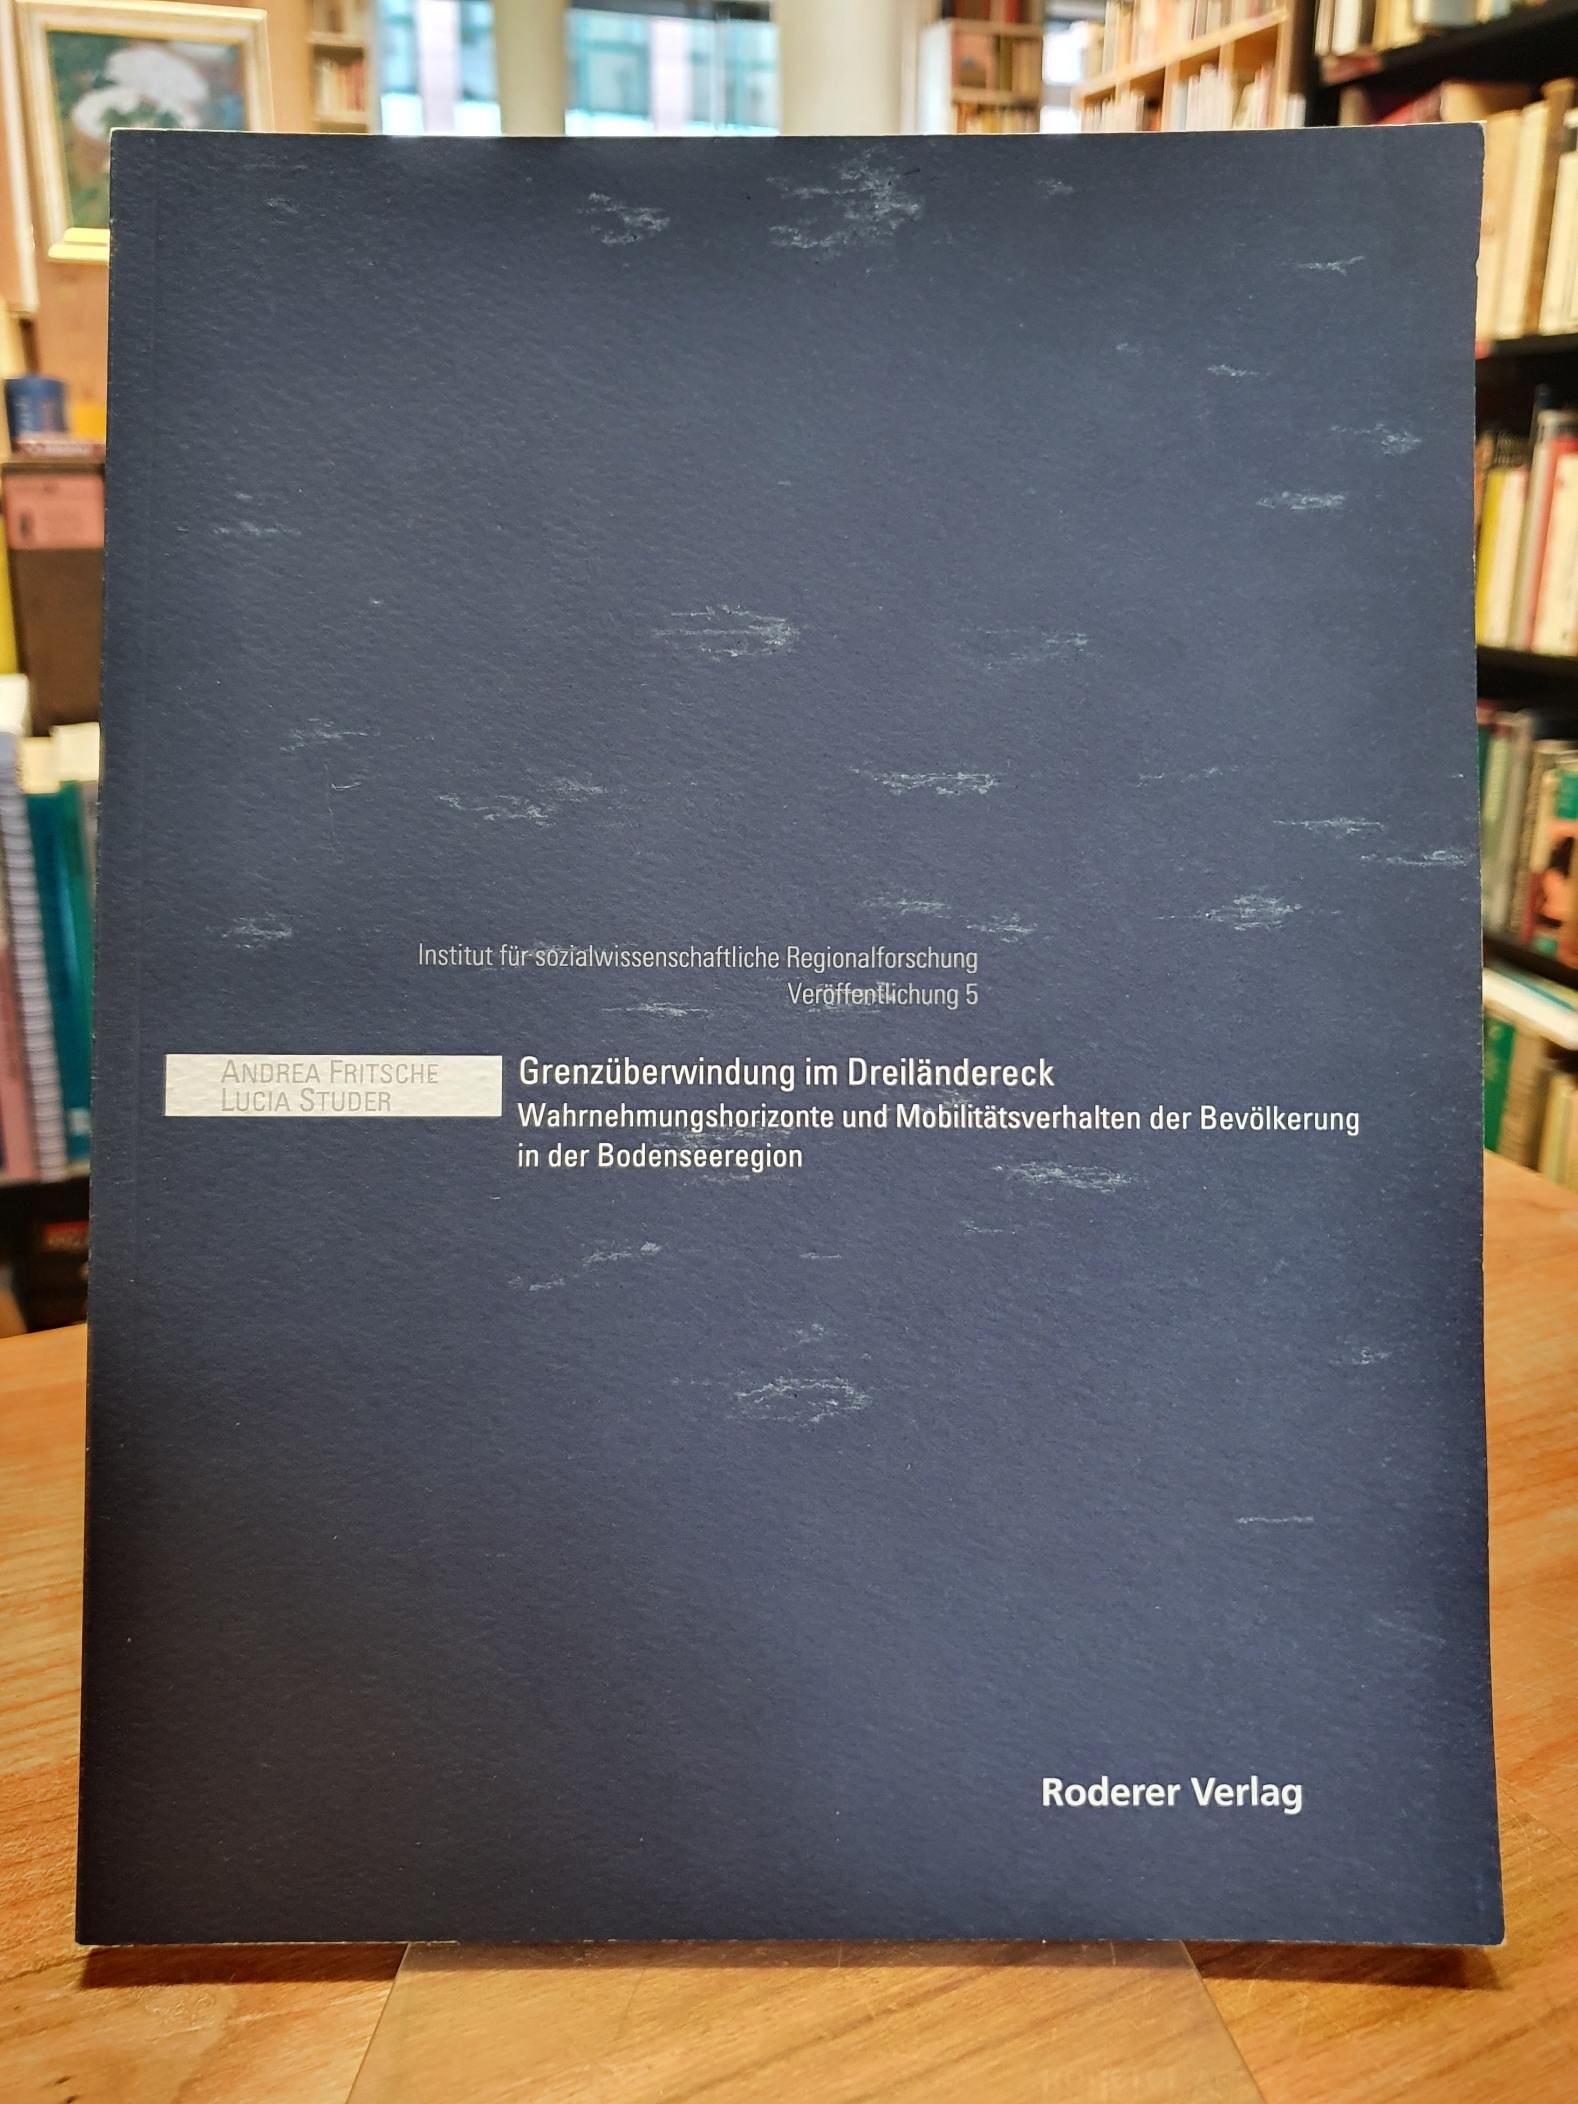 Institut für sozialwissenschaftliche Regionalforschung
Veröffentlichung 5
ANDREA FRITSCHE
LUCIA STUDER
Grenzüberwindung im Dreiländereck
Wahrnehmungshorizonte und Mobilitätsverhalten der Bevölkerung
in der Bodenseeregion
Roderer Verlag